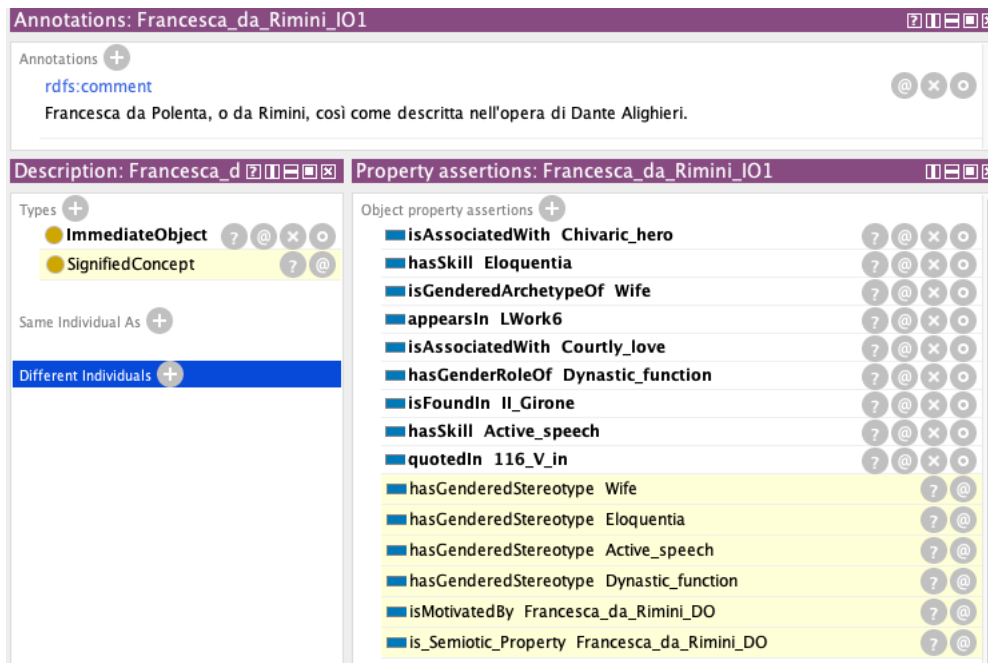 Annotations: Francesca_da_Rimini_IO1
Annotations
rdfs:comment
Francesca da Polenta, o da Rimini, così come descritta nell'opera di Dante Alighieri.
Description: Francesca_d
Types
ImmediateObject
SignifiedConcept
Same Individual As
Different Individuals
Property assertions: Francesca_da_Rimini_IO1
Object property assertions
isAssociatedWith Chivaric_hero
hasSkill Eloquentia
isGenderedArchetypeOf Wife
appearsIn LWork6
isAssociatedWith Courtly_love
hasGenderRoleOf Dynastic_function
isFoundIn II_Girone
hasSkill Active_speech
quotedIn 116_V_in
hasGenderedStereotype Wife
hasGenderedStereotype Eloquentia
hasGenderedStereotype Active_speech
hasGenderedStereotype Dynastic_function
isMotivatedBy Francesca_da_Rimini_DO
is_Semiotic_Property Francesca_da_Rimini_DO